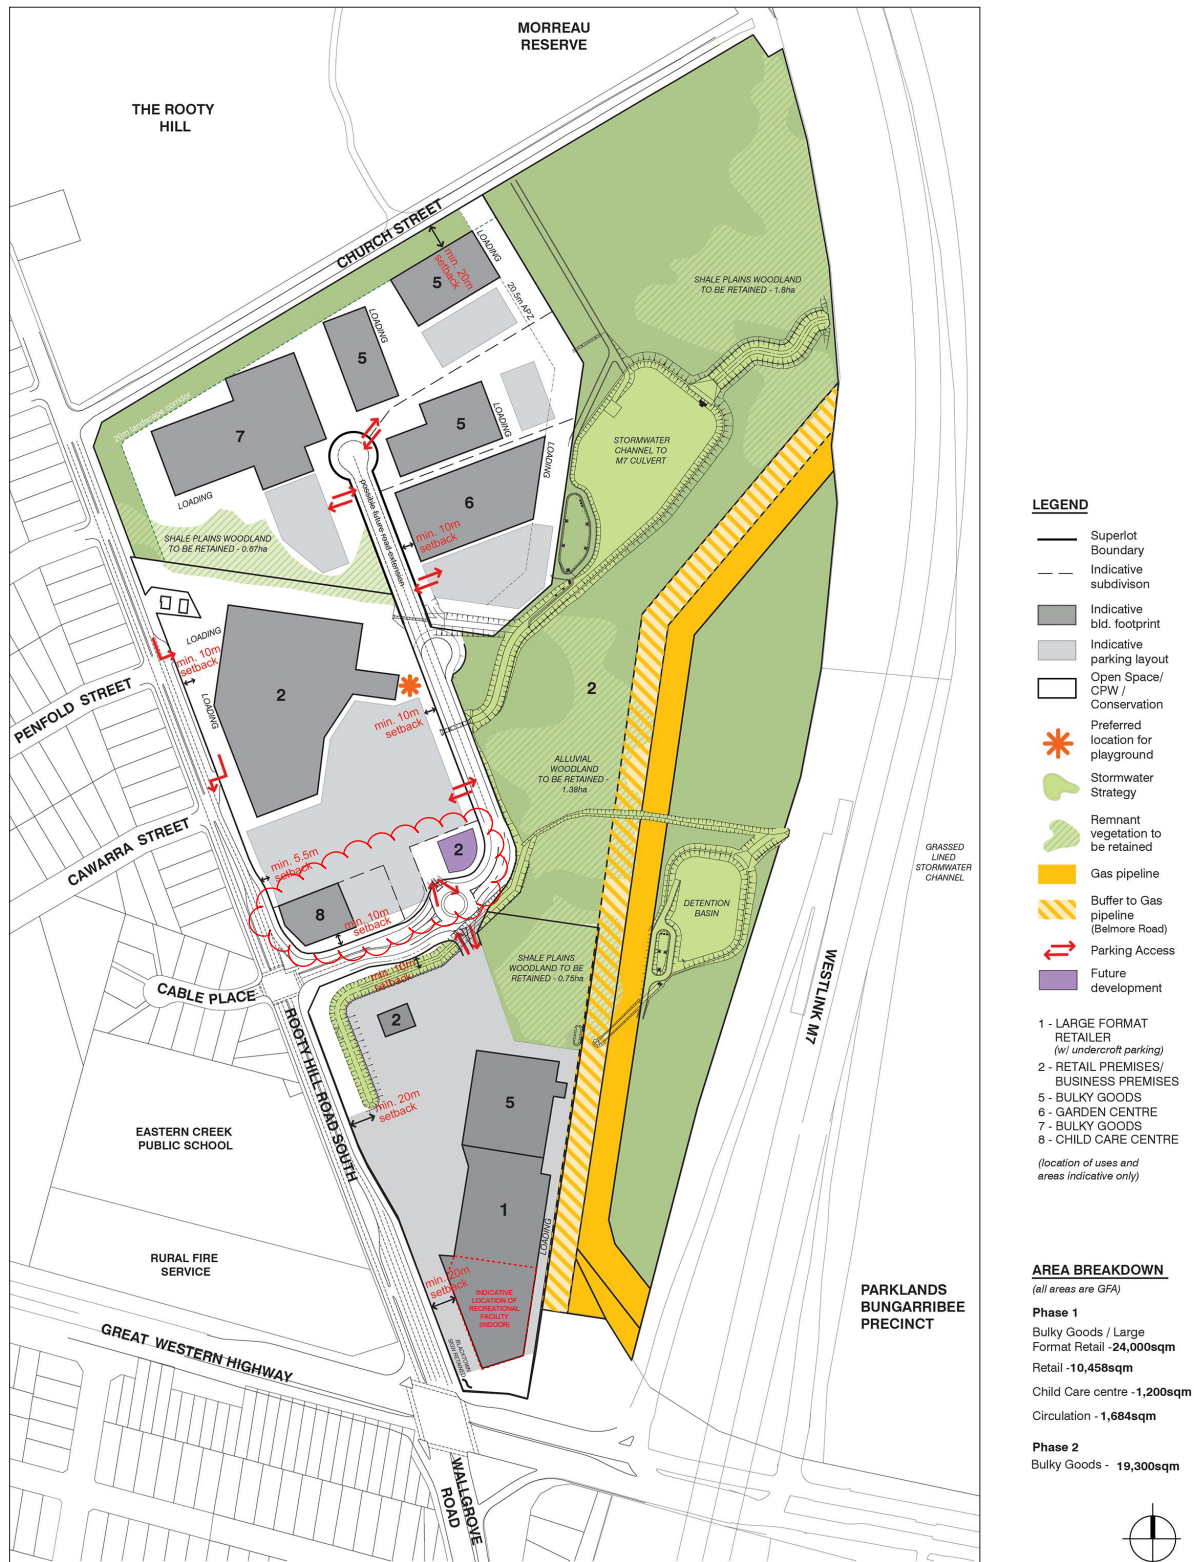 MORREAU
RESERVE
THE ROOTY
HILL
CHURCH STREET
LOADING
min. 20m
setback
5
20.5m APZ
SHALE PLAINS WOODLAND
TO BE RETAINED - 1.8ha
LOADING
5
20m landscape corridor
7
5
LOADING
STORMWATER
CHANNEL TO
M7 CULVERT
LOADING
LOADING
6
possible future road extension
SHALE PLAINS WOODLAND
TO BE RETAINED - 0.67ha
min. 10m
setback
LOADING
min. 10m
setback
PENFOLD STREET
LOADING
2
2
min. 10m
setback
ALLUVIAL
WOODLAND
TO BE RETAINED -
1.38ha
CAWARRA STREET
min. 5.5m
setback
2
GRASSED
LINED
STORMWATER
CHANNEL
8
min. 10m
setback
DETENTION
BASIN
SHALE PLAINS
WOODLAND TO BE
RETAINED - 0.75ha
min. 10m
setback
CABLE PLACE
WESTLINK M7
2
ROOTY HILL ROAD SOUTH
min. 20m
setback
5
EASTERN CREEK
PUBLIC SCHOOL
1
LOADING
RURAL FIRE
SERVICE
min. 20m
setback
INDICATIVE
LOCATION OF
RECREATIONAL
FACILITY
(INDOOR)
PARKLANDS
BUNGARRIBEE
PRECINCT
GREAT WESTERN HIGHWAY
BLACKTOWN
SIGN RETAINED
WALLGROVE
ROAD
LEGEND
Superlot
Boundary
Indicative
subdivison
Indicative
bld. footprint
Indicative
parking layout
Open Space/
CPW /
Conservation
Preferred
location for
playground
Stormwater
Strategy
Remnant
vegetation to
be retained
Gas pipeline
Buffer to Gas
pipeline
(Belmore Road)
Parking Access
Future
development
1 - LARGE FORMAT
RETAILER
(w/ undercroft parking)
2 - RETAIL PREMISES/
BUSINESS PREMISES
5 - BULKY GOODS
6 - GARDEN CENTRE
7 - BULKY GOODS
8 - CHILD CARE CENTRE
(location of uses and
areas indicative only)
AREA BREAKDOWN
(all areas are GFA)
Phase 1
Bulky Goods / Large
Format Retail -24,000sqm
Retail -10,458sqm
Child Care centre -1,200sqm
Circulation - 1,684sqm
Phase 2
Bulky Goods - 19,300sqm